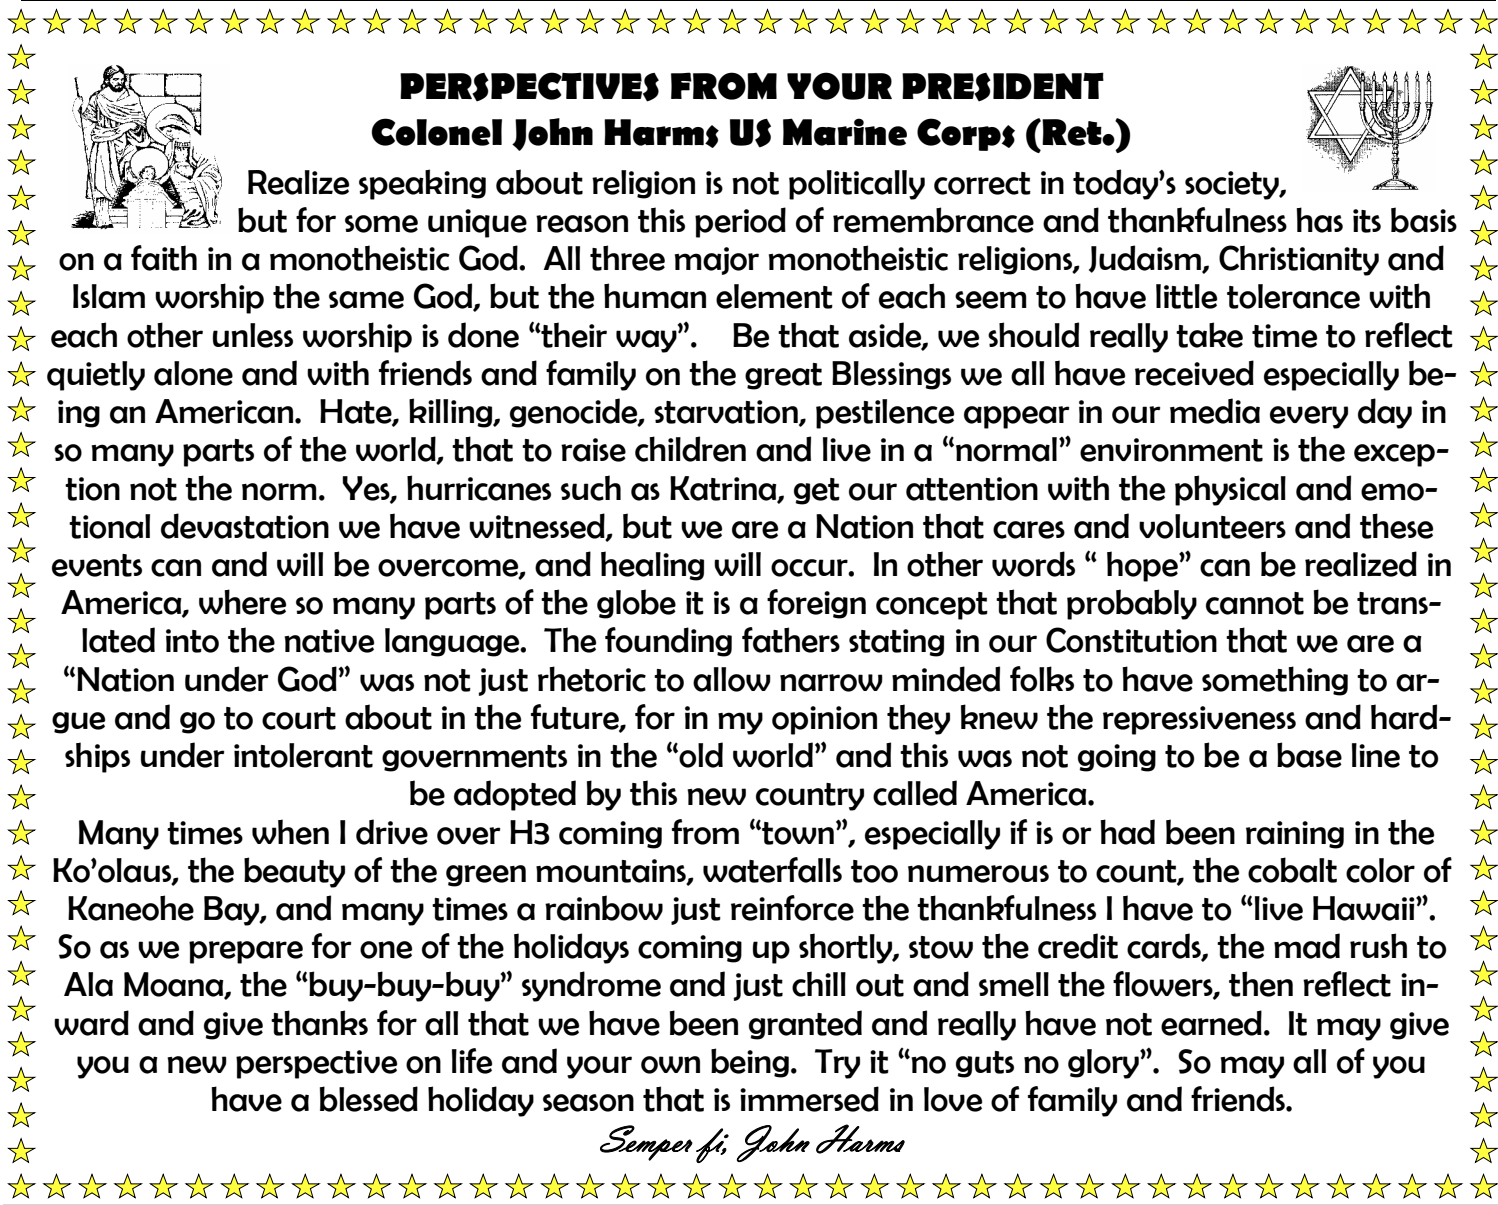 PERSPECTIVES FROM YOUR PRESIDENT
Colonel John Harms US Marine Corps (Ret.)
Realize speaking about religion is not politically correct in today's society,
but for some unique reason this period of remembrance and thankfulness has its basis
on a faith in a monotheistic God.  All three major monotheistic religions, Judaism, Christianity and
Islam worship the same God, but the human element of each seem to have little tolerance with
each other unless worship is done “their way”.   Be that aside, we should really take time to reflect
quietly alone and with friends and family on the great Blessings we all have received especially be-
ing an American.  Hate, killing, genocide, starvation, pestilence appear in our media every day in
so many parts of the world, that to raise children and live in a “normal” environment is the excep-
tion not the norm.  Yes, hurricanes such as Katrina, get our attention with the physical and emo-
tional devastation we have witnessed, but we are a Nation that cares and volunteers and these
events can and will be overcome, and healing will occur.  In other words “ hope” can be realized in
America, where so many parts of the globe it is a foreign concept that probably cannot be trans-
lated into the native language.  The founding fathers stating in our Constitution that we are a
“Nation under God” was not just rhetoric to allow narrow minded folks to have something to ar-
gue and go to court about in the future, for in my opinion they knew the repressiveness and hard-
ships under intolerant governments in the “old world” and this was not going to be a base line to
be adopted by this new country called America.
Many times when I drive over H3 coming from “town”, especially if is or had been raining in the
Ko'olaus, the beauty of the green mountains, waterfalls too numerous to count, the cobalt color of
Kaneohe Bay, and many times a rainbow just reinforce the thankfulness I have to “live Hawaii”.
So as we prepare for one of the holidays coming up shortly, stow the credit cards, the mad rush to
Ala Moana, the “buy-buy-buy” syndrome and just chill out and smell the flowers, then reflect in-
ward and give thanks for all that we have been granted and really have not earned.  It may give
you a new perspective on life and your own being.  Try it “no guts no glory”.  So may all of you
have a blessed holiday season that is immersed in love of family and friends.
Semper fi, John Harms